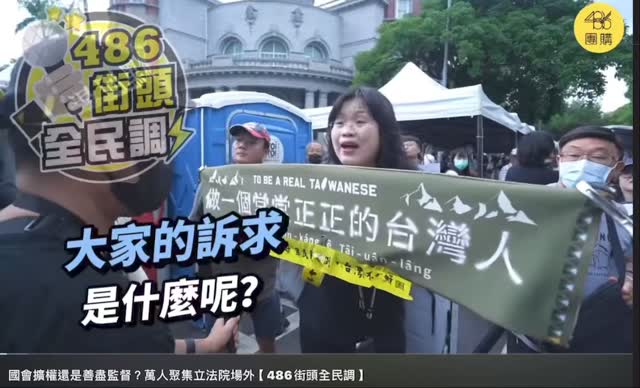 486
街頭
全民調
486
團購
TO BE A REAL TAIWANESE
做一個堂堂正正的台灣人
ê Tâi-uân-lâng
大家的訴求
是什麼呢?
國會擴權還是善盡監督？萬人聚集立法院場外【486街頭全民調】